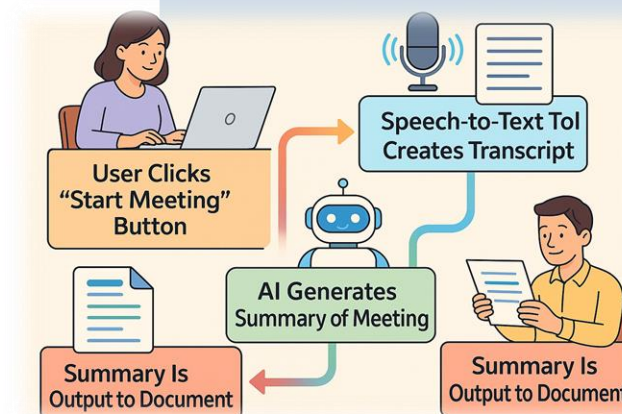 User Clicks
“Start Meeting”
Button
Speech-to-Text Tol
Creates Transcript
AI Generates
Summary of Meeting
Summary Is
Output to Document
Summary Is
Output to Document